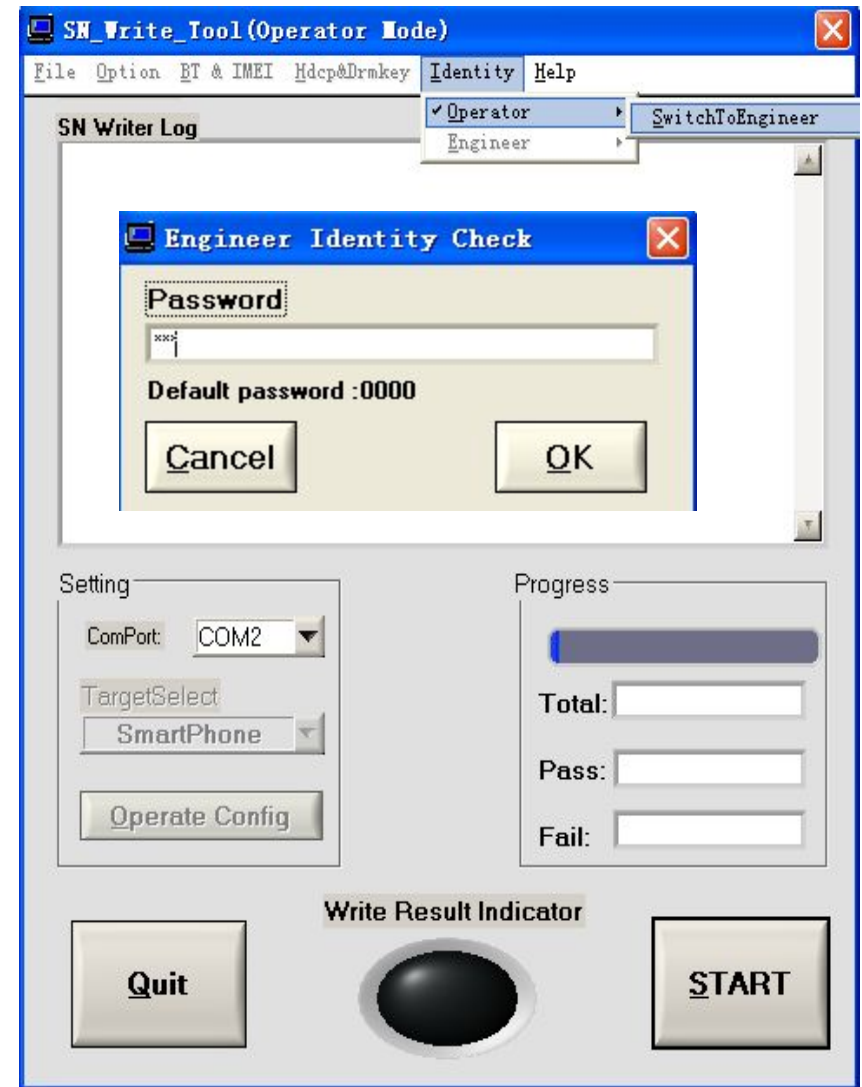 SN_Write_Tool(Operator Mode)
File Option BT & IMEI Hdcp&Drmkey Identity Help
Operator
SwitchToEngineer
Engineer
SN Writer Log
Engineer Identity Check
Password
***
Default password :0000
Cancel OK
Setting
ComPort: COM2
TargetSelect
SmartPhone
Operate Config
Progress
Total:
Pass:
Fail:
Write Result Indicator
Quit
START